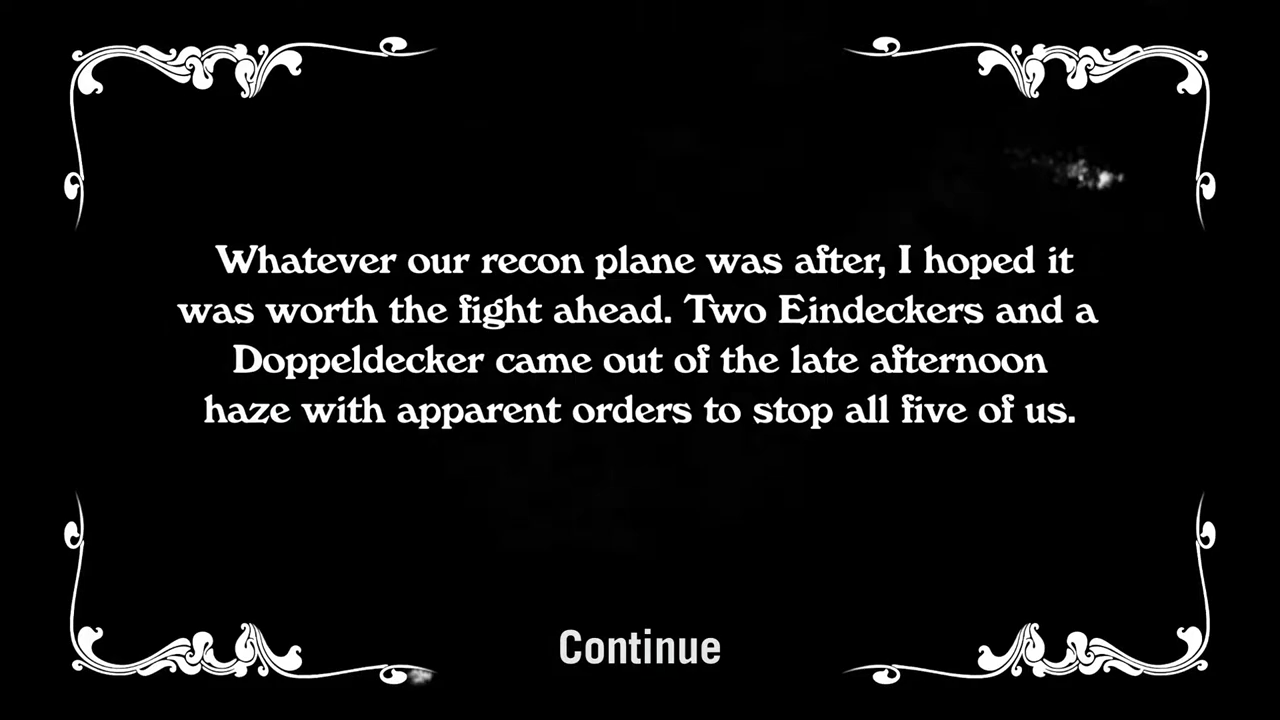 Whatever our recon plane was after, I hoped it
was worth the fight ahead. Two Eindeckers and a
Doppeldecker came out of the late afternoon
haze with apparent orders to stop all five of us.
Continue